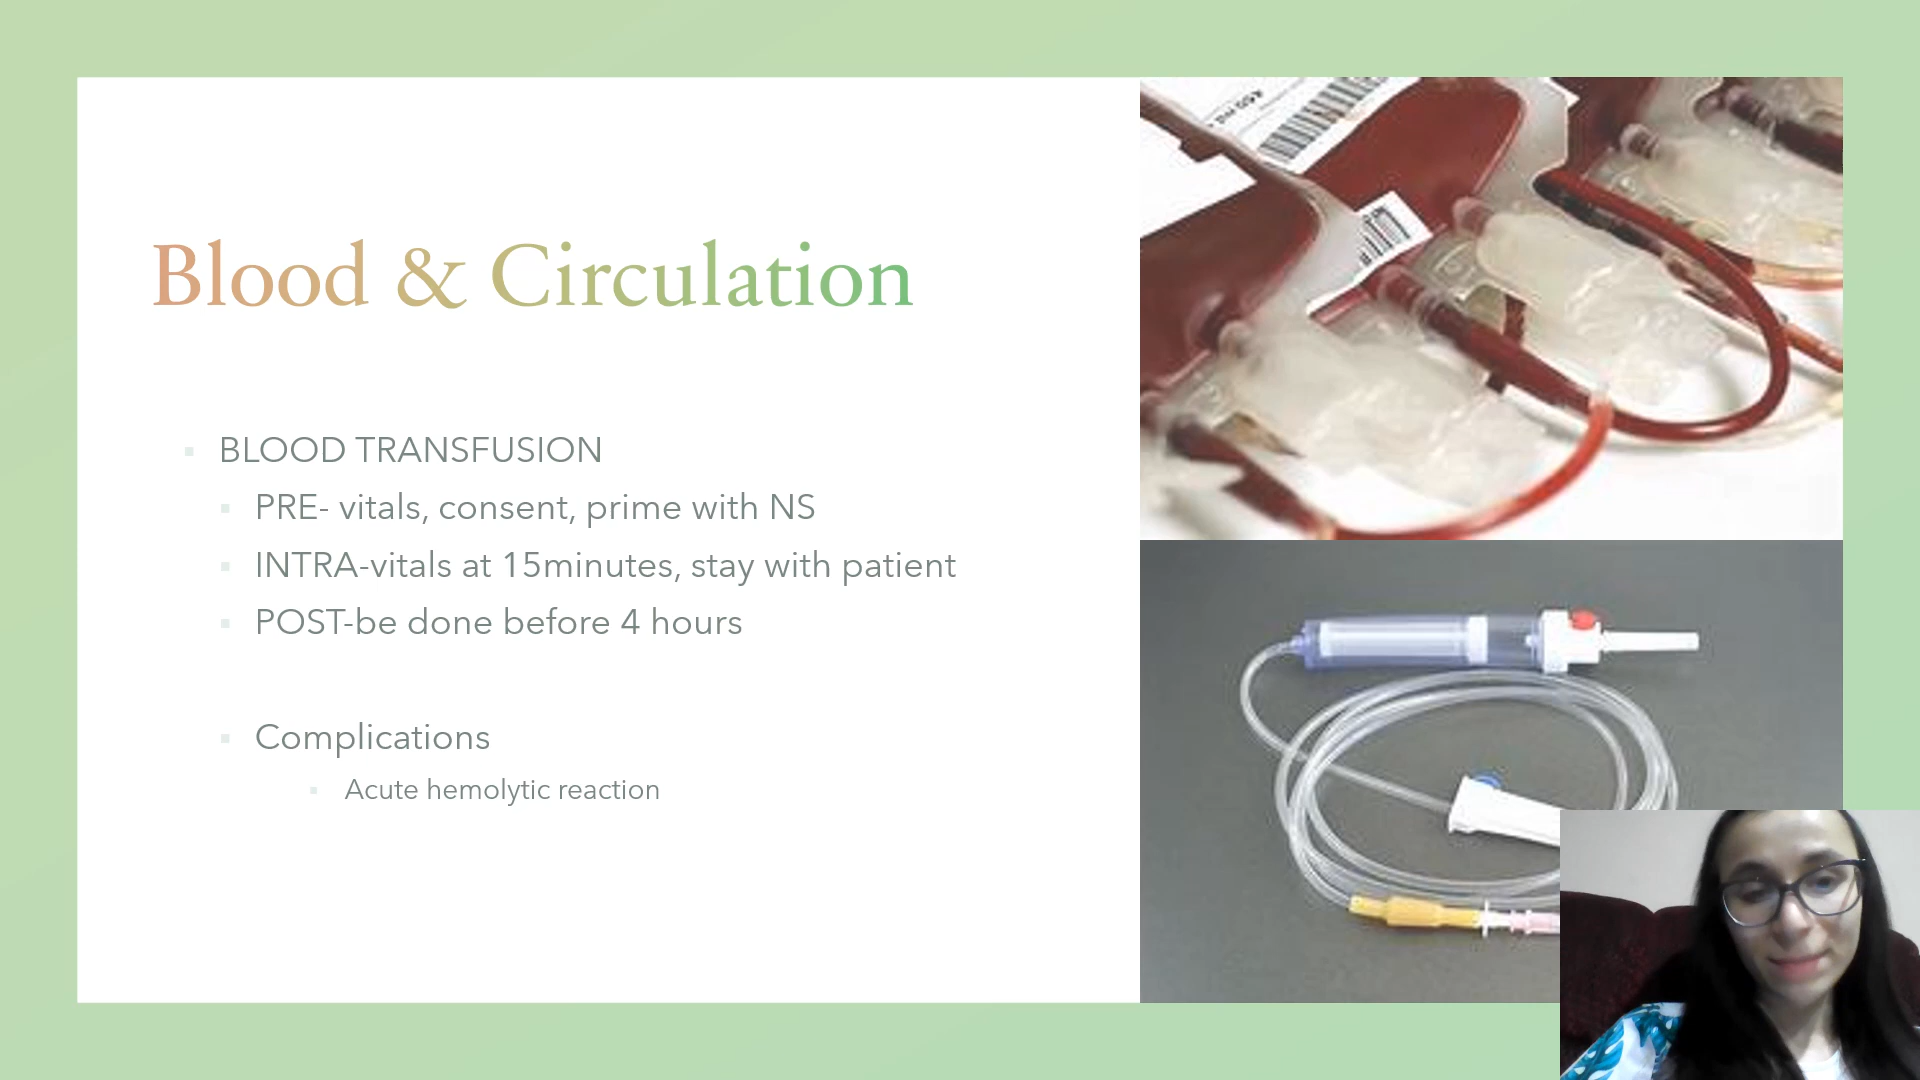 Blood & Circulation
BLOOD TRANSFUSION
PRE- vitals, consent, prime with NS
INTRA-vitals at 15minutes, stay with patient
POST-be done before 4 hours
Complications
Acute hemolytic reaction